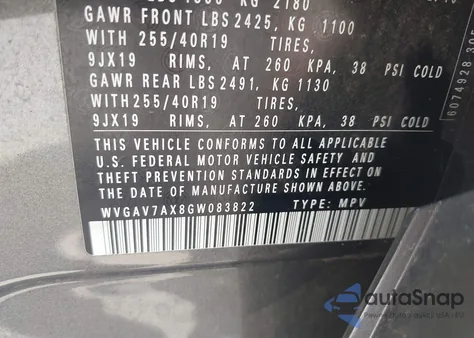 GAWR FRONT LBS 2425, KG 1100
WITH 255/40R19 TIRES,
9JX19 RIMS, AT 260 KPA, 38 PSI COLD
GAWR REAR LBS 2491, KG 1130
WITH 255/40R19 TIRES,
9JX19 RIMS, AT 260 KPA, 38 PSI COLD
THIS VEHICLE CONFORMS TO ALL APPLICABLE
U.S. FEDERAL MOTOR VEHICLE SAFETY AND
THEFT PREVENTION STANDARDS IN EFFECT ON
THE DATE OF MANUFACTURE SHOWN ABOVE.
WVGAV7AX8GW083822 TYPE: MPV
autaSnap